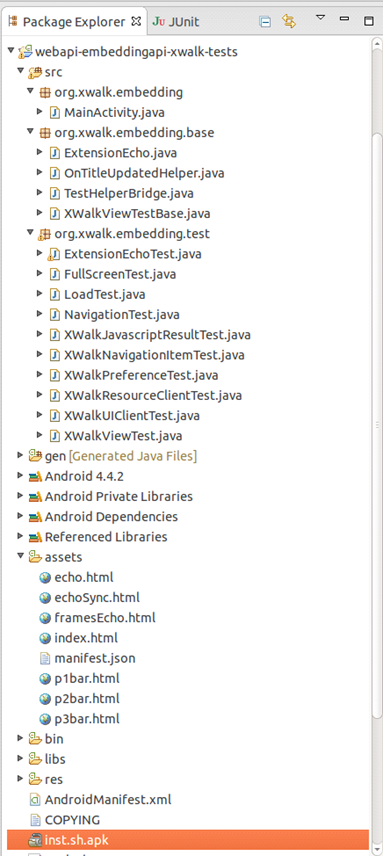 Package Explorer JUnit
webapi-embeddingapi-xwalk-tests
src
org.xwalk.embedding
MainActivity.java
org.xwalk.embedding.base
ExtensionEcho.java
OnTitleUpdatedHelper.java
TestHelperBridge.java
XWalkViewTestBase.java
org.xwalk.embedding.test
ExtensionEchoTest.java
FullScreenTest.java
LoadTest.java
NavigationTest.java
XWalkJavascriptResultTest.java
XWalkNavigationItemTest.java
XWalkPreferenceTest.java
XWalkResourceClientTest.java
XWalkUIClientTest.java
XWalkViewTest.java
gen [Generated Java Files]
Android 4.4.2
Android Private Libraries
Android Dependencies
Referenced Libraries
assets
echo.html
echoSync.html
framesEcho.html
index.html
manifest.json
p1bar.html
p2bar.html
p3bar.html
bin
libs
res
AndroidManifest.xml
COPYING
inst.sh.apk